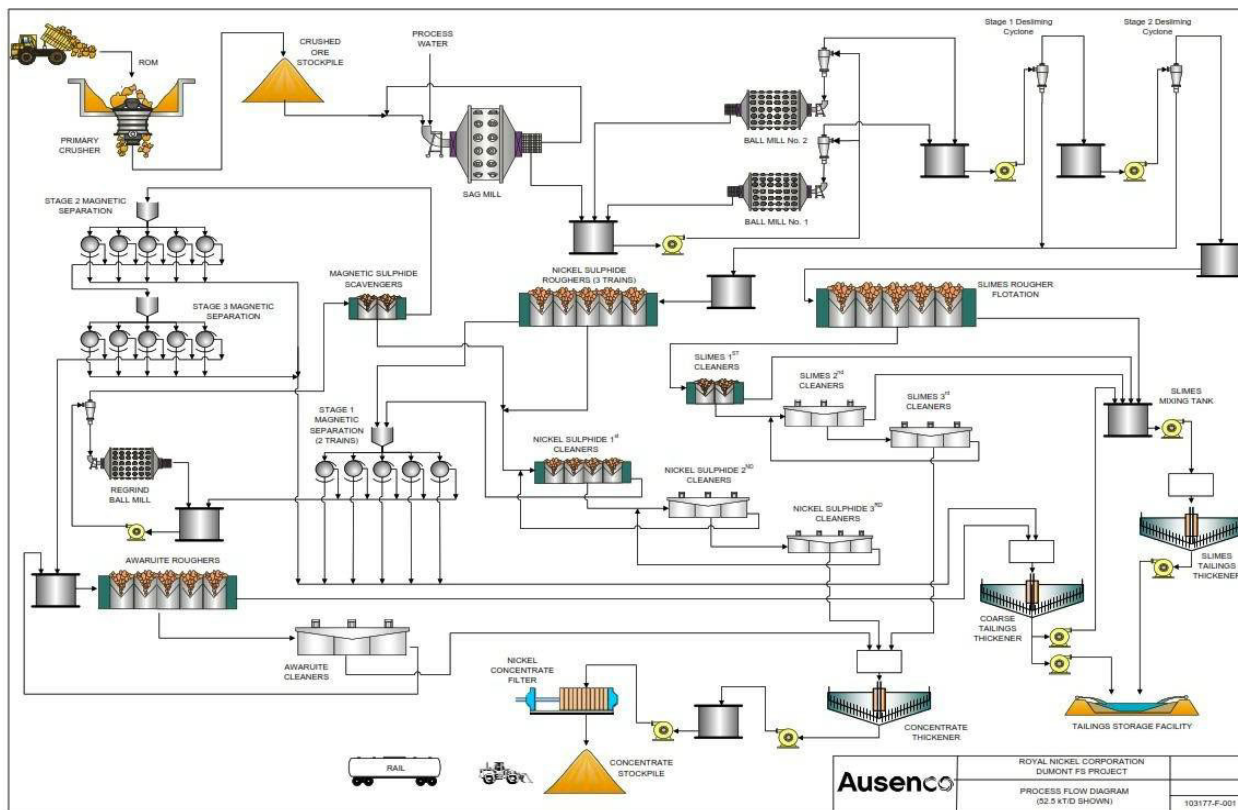 ROM
PRIMARY
CRUSHER
CRUSHED
ORE
STOCKPILE
PROCESS
WATER
SAG MILL
BALL MILL No. 2
BALL MILL No. 1
Stage 1 Desliming
Cyclone
Stage 2 Desliming
Cyclone
STAGE 2 MAGNETIC
SEPARATION
STAGE 3 MAGNETIC
SEPARATION
MAGNETIC SULPHIDE
SCAVENGERS
NICKEL SULPHIDE
ROUGHERS (3 TRAINS)
SLIMES ROUGHER
FLOTATION
SLIMES 1ST
CLEANERS
SLIMES 2nd
CLEANERS
SLIMES 3rd
CLEANERS
SLIMES
MIXING TANK
STAGE 1
MAGNETIC
SEPARATION
(2 TRAINS)
NICKEL SULPHIDE 1st
CLEANERS
NICKEL SULPHIDE 2ND
CLEANERS
NICKEL SULPHIDE 3RD
CLEANERS
REGRIND
BALL MILL
AWARUITE ROUGHERS
AWARUITE
CLEANERS
SLIMES
TAILINGS
THICKENER
COARSE
TAILINGS
THICKENER
NICKEL
CONCENTRATE
FILTER
CONCENTRATE
THICKENER
TAILINGS STORAGE FACILITY
RAIL
CONCENTRATE
STOCKPILE
Ausenco
ROYAL NICKEL CORPORATION
DUMONT FS PROJECT
PROCESS FLOW DIAGRAM
(52.5 kT/D SHOWN)
103177-F-001